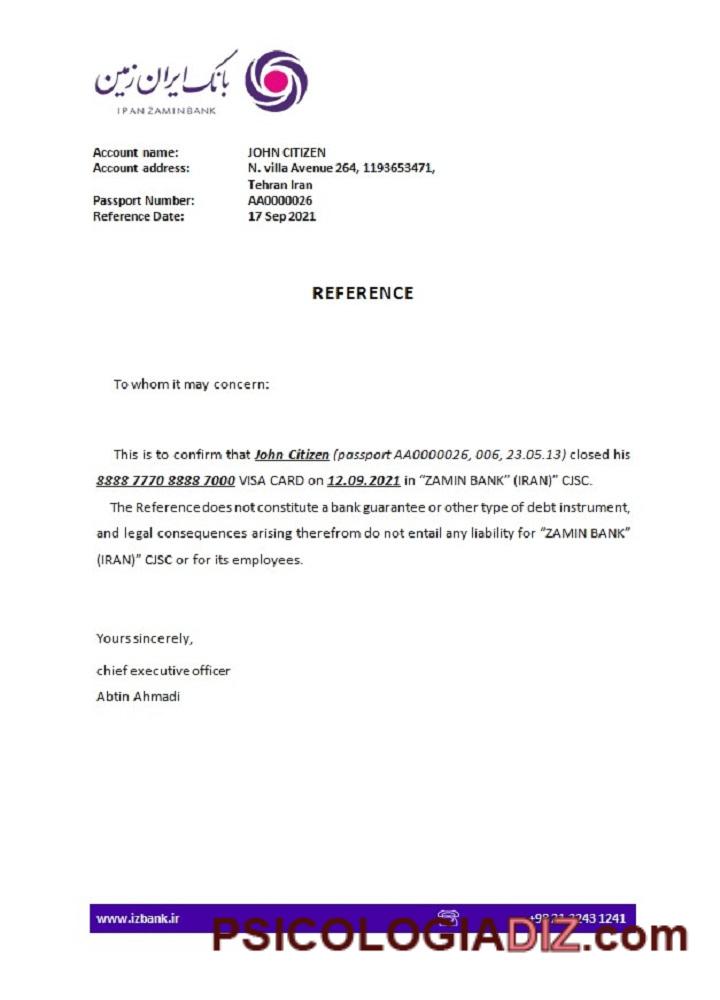 بانک ایران زمین
IRAN ZAMIN BANK
Account name: JOHN CITIZEN
Account address: N. villa Avenue 264, 1193653471,
Tehran Iran
Passport Number: AA0000026
Reference Date: 17 Sep 2021
REFERENCE
To whom it may concern:
This is to confirm that John Citizen (passport AA0000026, 006, 23.05.13) closed his
8888 7770 8888 7000 VISA CARD on 12.09.2021 in “ZAMIN BANK” (IRAN)” CJSC.
The Reference does not constitute a bank guarantee or other type of debt instrument,
and legal consequences arising therefrom do not entail any liability for “ZAMIN BANK”
(IRAN)” CJSC or for its employees.
Yours sincerely,
chief executive officer
Abtin Ahmadi
www.izbank.ir 1241
PSICOLOGIADIZ.com